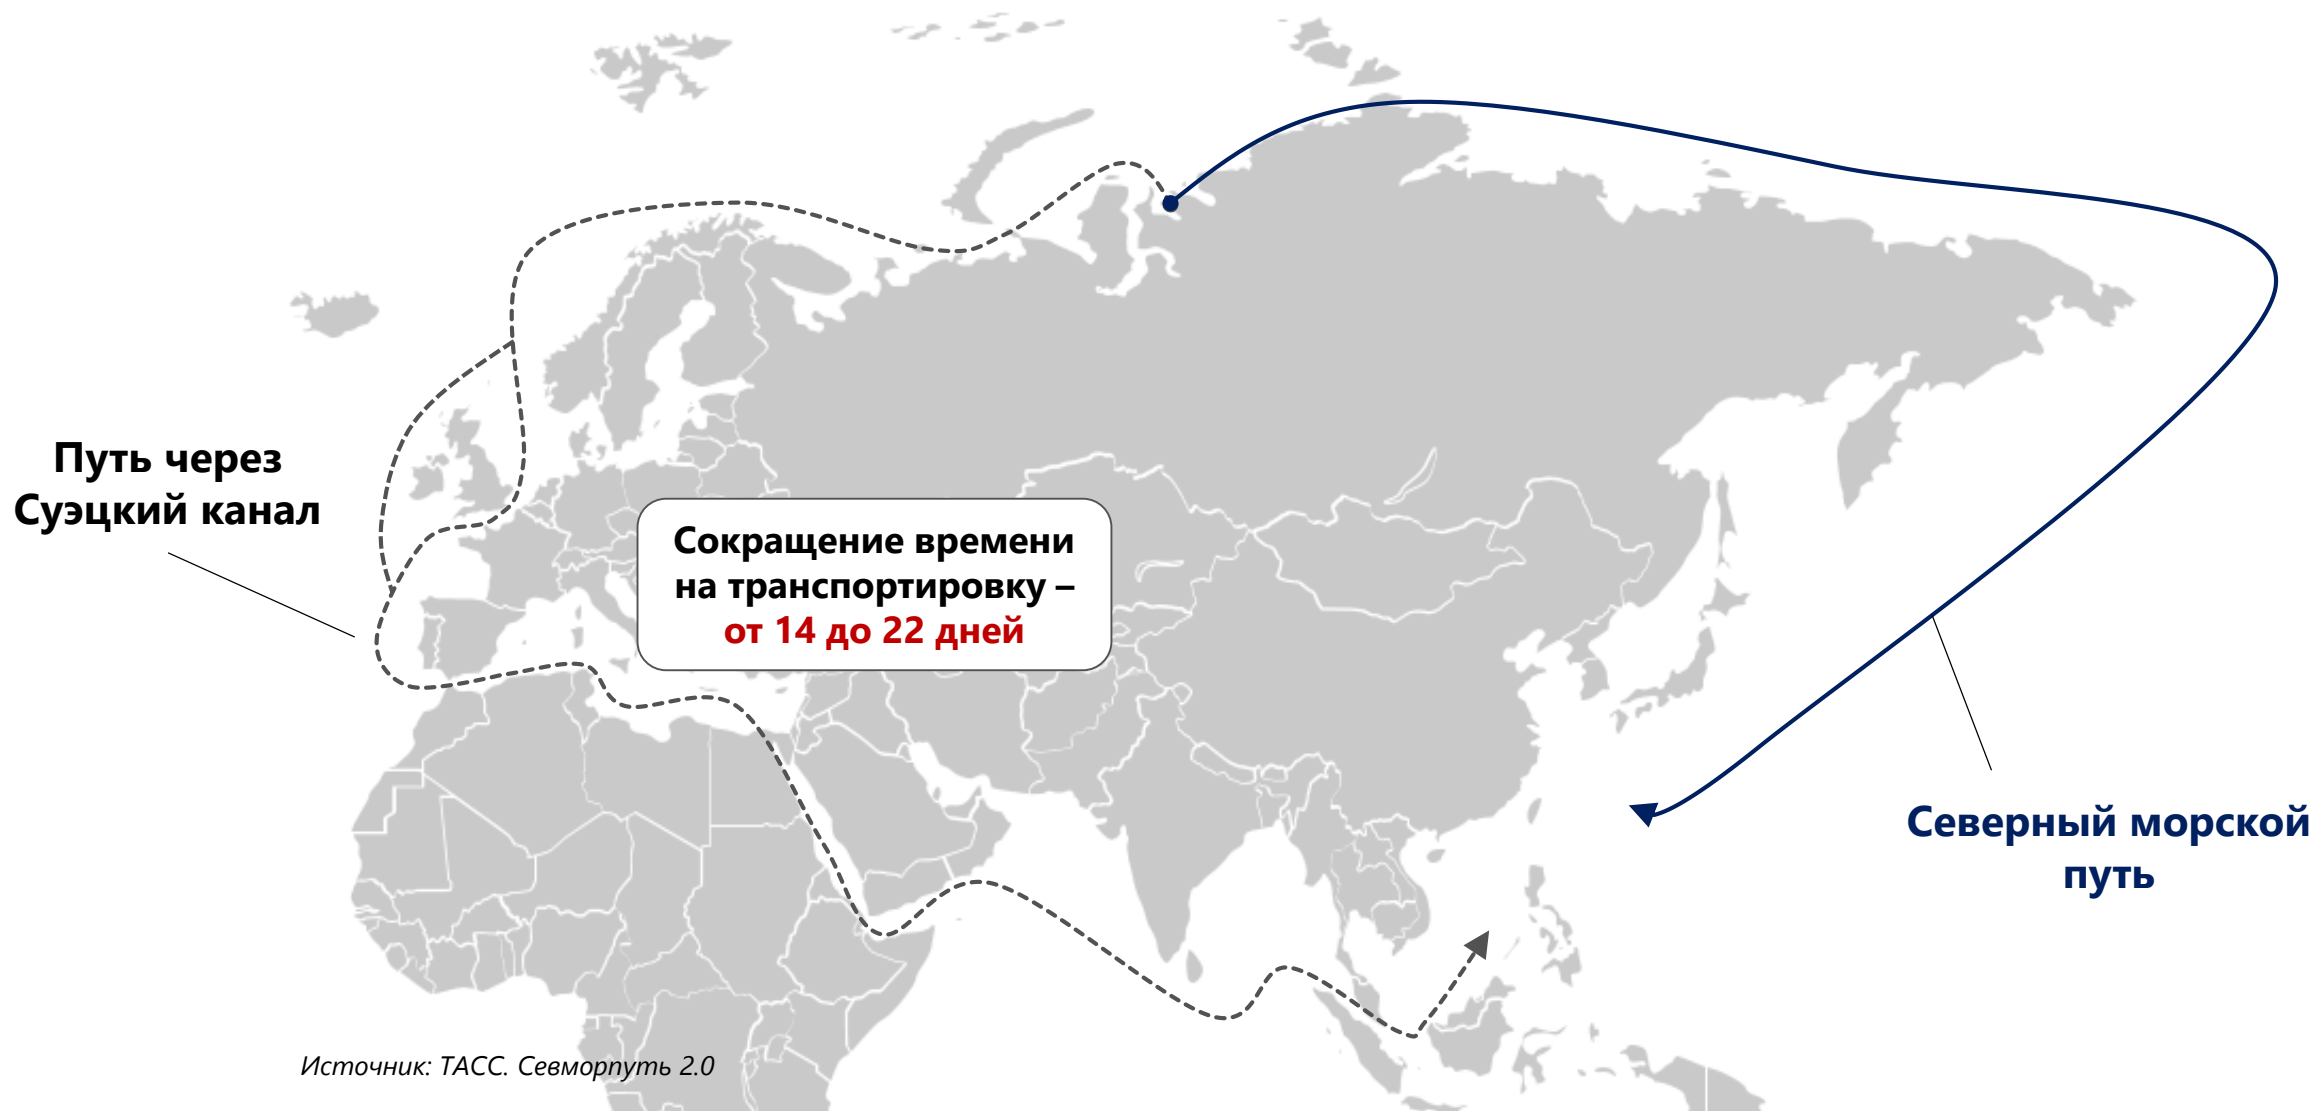 Путь через
Суэцкий канал
Сокращение времени
на транспортировку –
от 14 до 22 дней
Северный морской
путь
Источник: ТАСС. Севморпуть 2.0